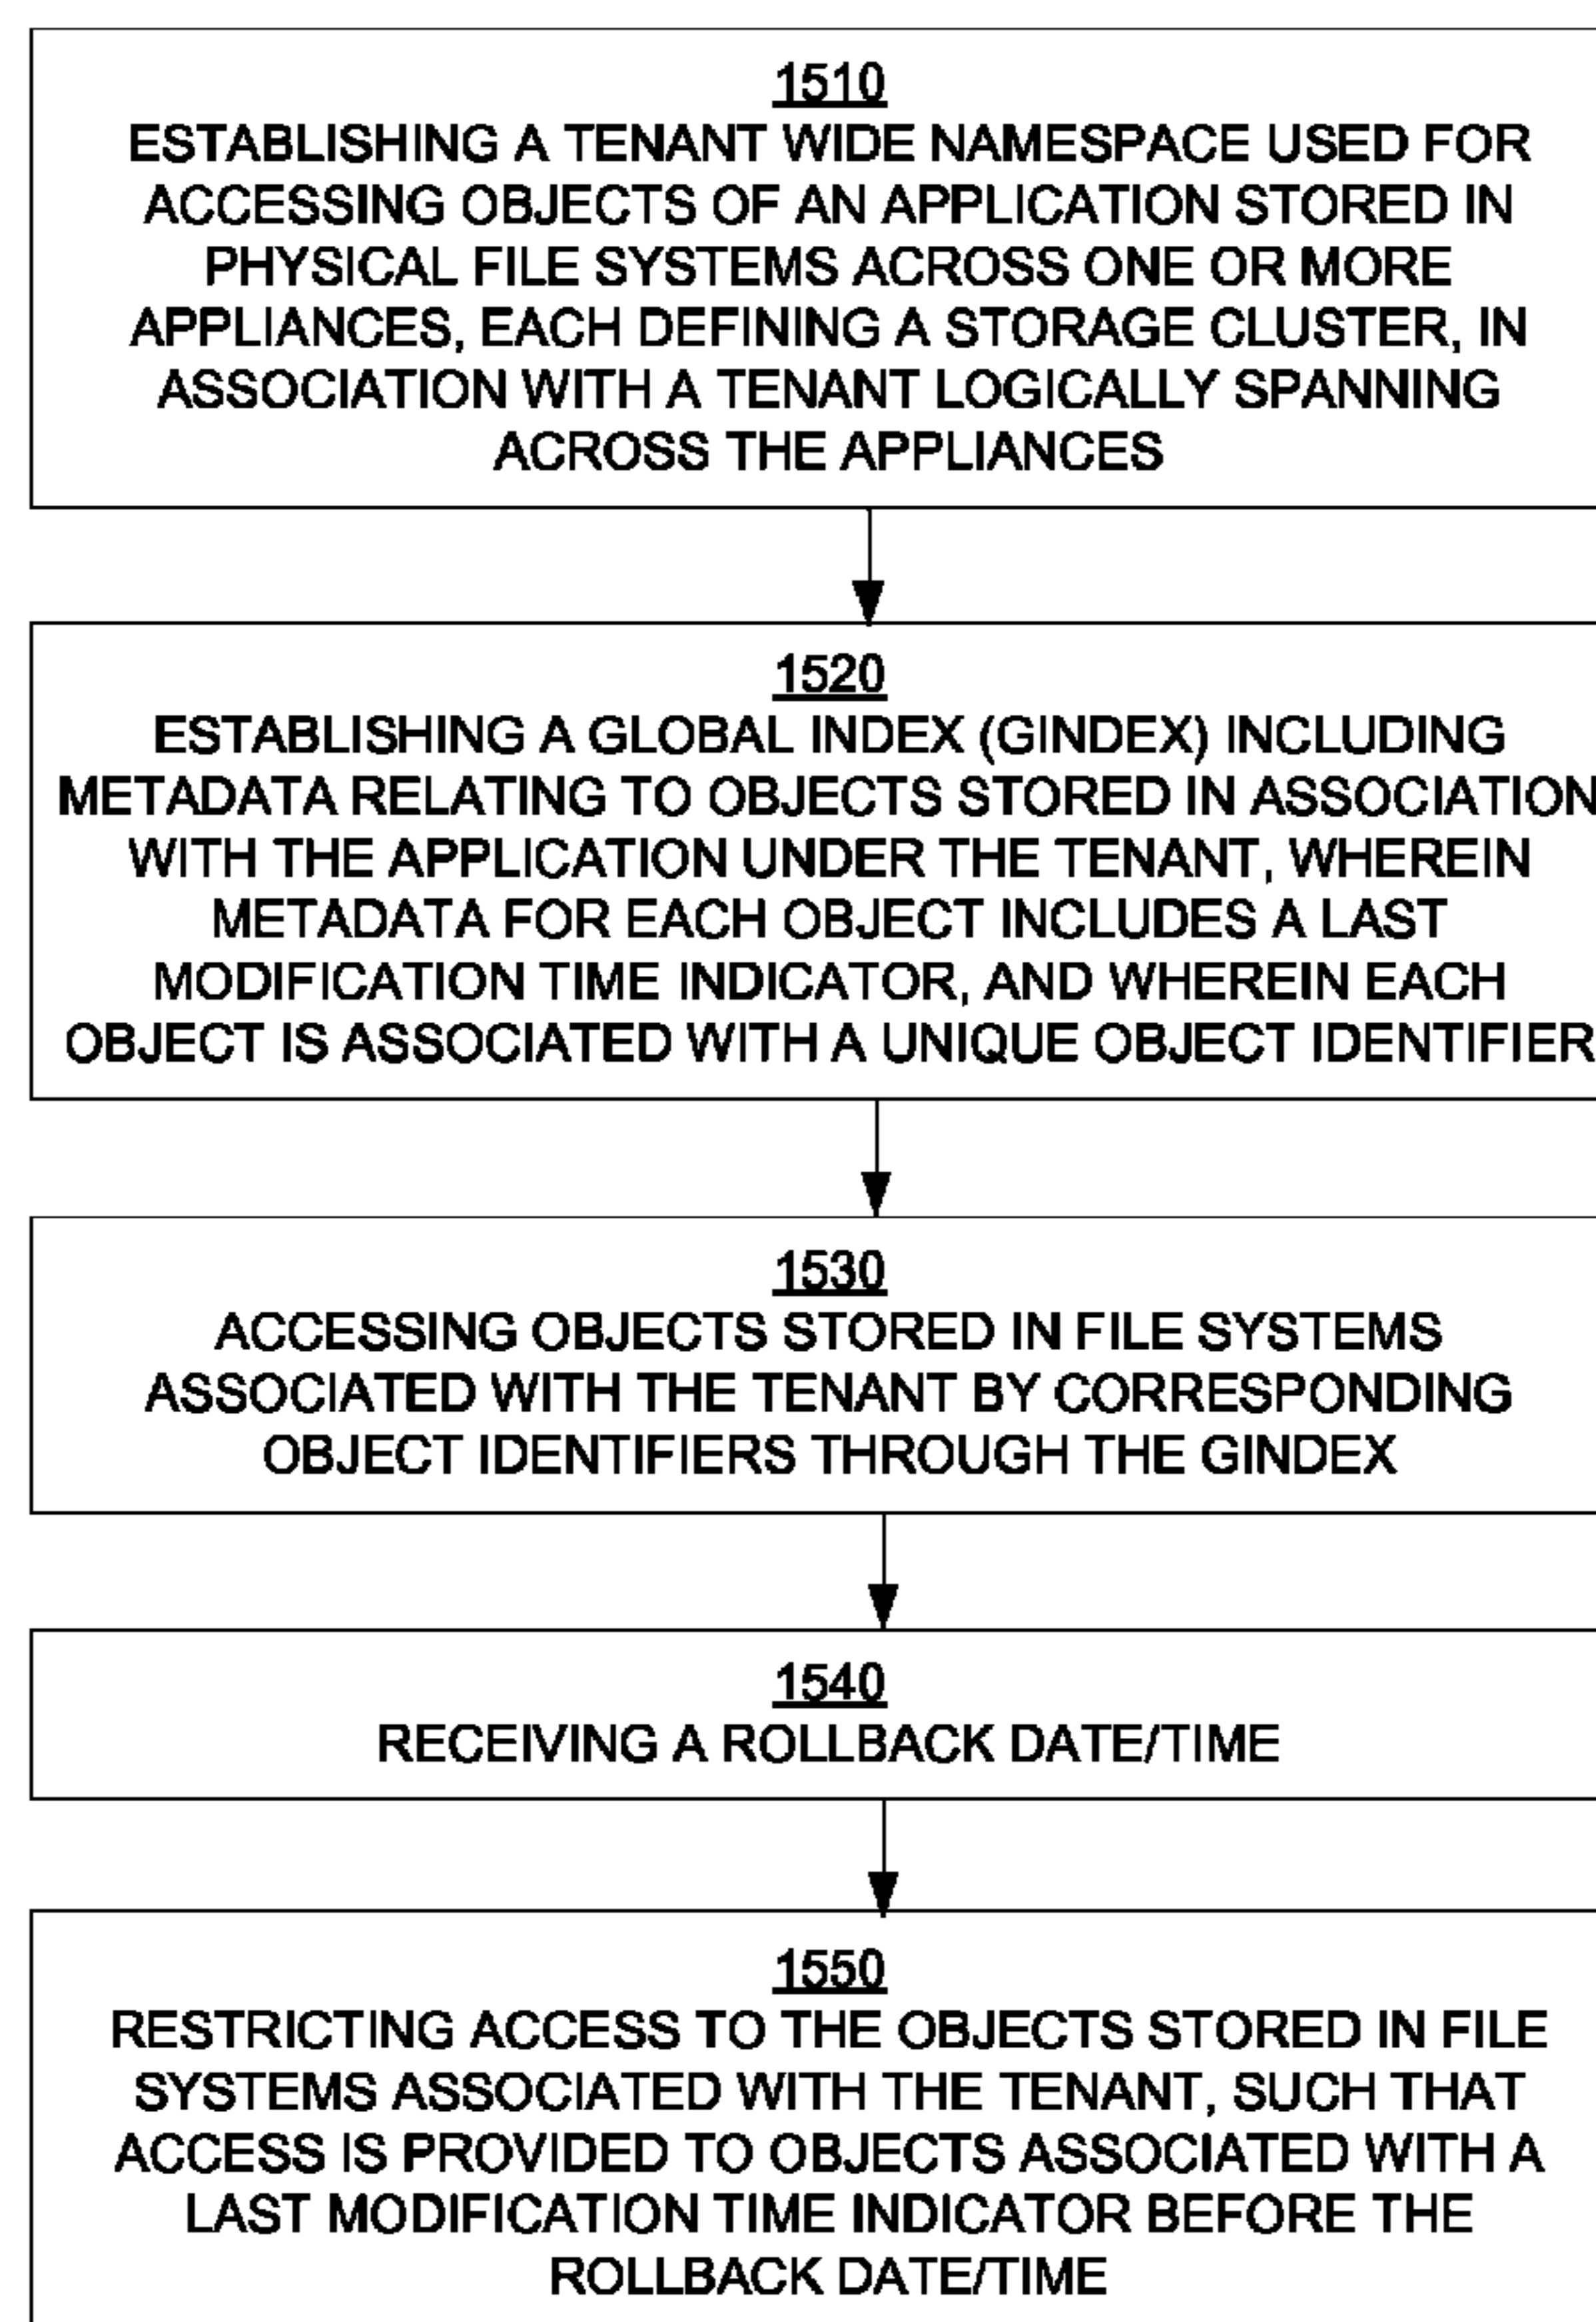 1510
ESTABLISHING A TENANT WIDE NAMESPACE USED FOR
ACCESSING OBJECTS OF AN APPLICATION STORED IN
PHYSICAL FILE SYSTEMS ACROSS ONE OR MORE
APPLIANCES, EACH DEFINING A STORAGE CLUSTER, IN
ASSOCIATION WITH A TENANT LOGICALLY SPANNING
ACROSS THE APPLIANCES
1520
ESTABLISHING A GLOBAL INDEX (GINDEX) INCLUDING
METADATA RELATING TO OBJECTS STORED IN ASSOCIATION
WITH THE APPLICATION UNDER THE TENANT, WHEREIN
METADATA FOR EACH OBJECT INCLUDES A LAST
MODIFICATION TIME INDICATOR, AND WHEREIN EACH
OBJECT IS ASSOCIATED WITH A UNIQUE OBJECT IDENTIFIER
1530
ACCESSING OBJECTS STORED IN FILE SYSTEMS
ASSOCIATED WITH THE TENANT BY CORRESPONDING
OBJECT IDENTIFIERS THROUGH THE GINDEX
1540
RECEIVING A ROLLBACK DATE/TIME
1550
RESTRICTING ACCESS TO THE OBJECTS STORED IN FILE
SYSTEMS ASSOCIATED WITH THE TENANT, SUCH THAT
ACCESS IS PROVIDED TO OBJECTS ASSOCIATED WITH A
LAST MODIFICATION TIME INDICATOR BEFORE THE
ROLLBACK DATE/TIME